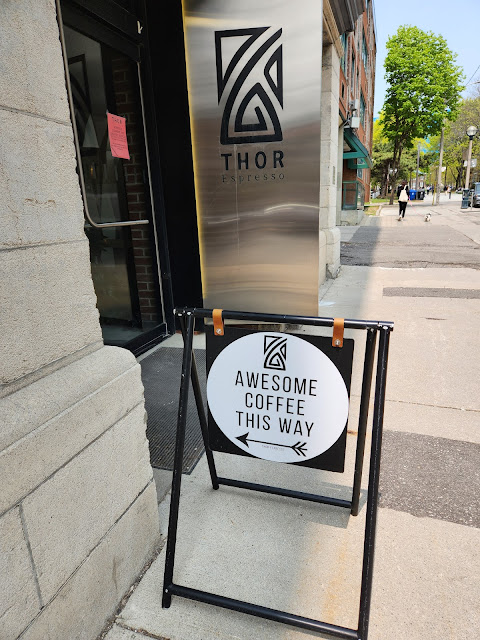 THOR
Espresso
AWESOME
COFFEE
THIS WAY